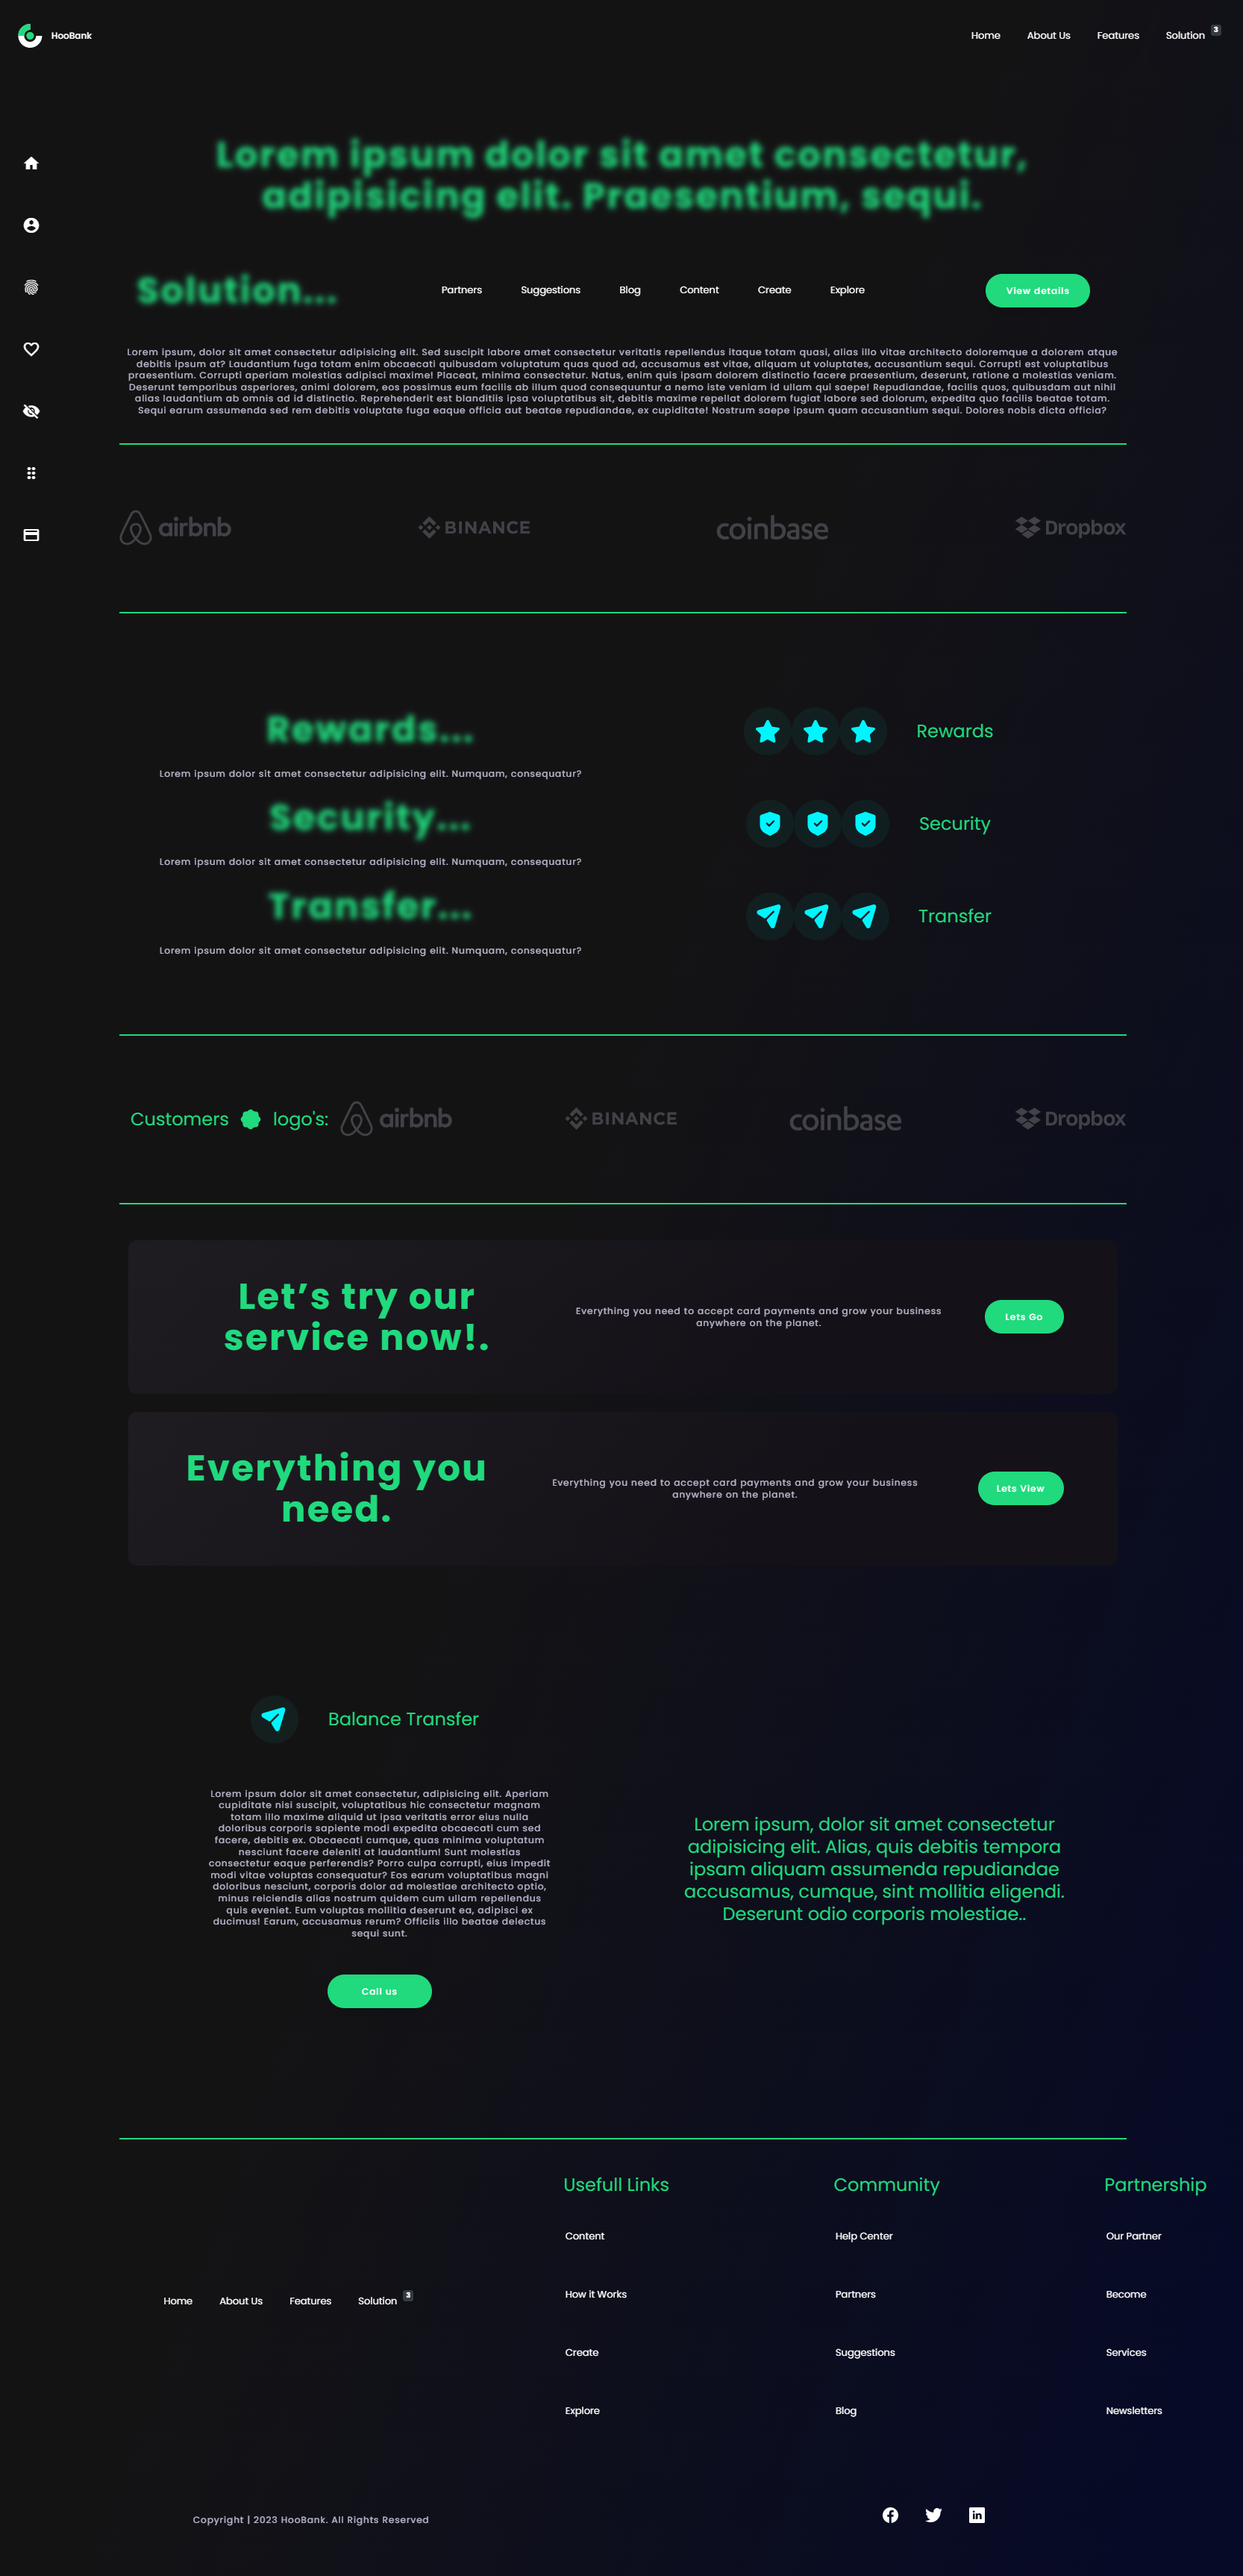 HooBank
Home About Us Features Solution 3
Lorem ipsum dolor sit amet consectetur,
adipisicing elit. Praesentium, sequi.
Solution...
Partners Suggestions Blog Content Create Explore
View details
Lorem ipsum, dolor sit amet consectetur adipisicing elit. Sed suscipit labore amet consectetur veritatis repellendus itaque totam quasi, alias illo vitae architecto doloremque a dolorem atque
debitis ipsum at? Laudantium fuga totam enim obcaecati quibusdam voluptatum quas quod ad, accusamus est vitae, aliquam ut voluptates, accusantium sequi. Corrupti est voluptatibus
praesentium. Corrupti aperiam molestias adipisci maxime! Placeat, minima consectetur. Natus, enim quis ipsam dolorem distinctio facere praesentium, deserunt, ratione a molestias veniam.
Deserunt temporibus asperiores, animi dolorem, eos possimus eum facilis ab illum quod consequuntur a nemo iste veniam id ullam qui saepe! Repudiandae, facilis quos, quibusdam aut nihil
alias laudantium ab omnis ad id distinctio. Reprehenderit est blanditiis ipsa voluptatibus sit, debitis maxime repellat dolorem fugiat labore sed dolorum, expedita quo facilis beatae totam.
Sequi earum assumenda sed rem debitis voluptate fuga eaque officia aut beatae repudiandae, ex cupiditate! Nostrum saepe ipsum quam accusantium sequi. Dolores nobis dicta officia?
airbnb BINANCE coinbase Dropbox
Rewards...
Lorem ipsum dolor sit amet consectetur adipisicing elit. Numquam, consequatur?
Security...
Lorem ipsum dolor sit amet consectetur adipisicing elit. Numquam, consequatur?
Transfer...
Lorem ipsum dolor sit amet consectetur adipisicing elit. Numquam, consequatur?
Rewards
Security
Transfer
Customers logo's: airbnb BINANCE coinbase Dropbox
Let’s try our
service now!.
Everything you need to accept card payments and grow your business
anywhere on the planet.
Lets Go
Everything you
need.
Everything you need to accept card payments and grow your business
anywhere on the planet.
Lets View
Balance Transfer
Lorem ipsum dolor sit amet consectetur, adipisicing elit. Aperiam
cupiditate nisi suscipit, voluptatibus hic consectetur magnam
totam illo maxime aliquid ut ipsa veritatis error eius nulla
doloribus corporis sapiente modi expedita obcaecati cum sed
facere, debitis ex. Obcaecati cumque, quas minima voluptatum
nesciunt facere deleniti at laudantium! Sunt molestias
consectetur eaque perferendis? Porro culpa corrupti, eius impedit
modi vitae voluptas consequatur? Eos earum voluptatibus magni
doloribus nesciunt, corporis dolor ad molestiae architecto optio,
minus reiciendis alias nostrum quidem cum ullam repellendus
quis eveniet. Eum voluptas mollitia deserunt ea, adipisci ex
ducimus! Earum, accusamus rerum? Officiis illo beatae delectus
sequi sunt.
Call us
Lorem ipsum, dolor sit amet consectetur
adipisicing elit. Alias, quis debitis tempora
ipsam aliquam assumenda repudiandae
accusamus, cumque, sint mollitia eligendi.
Deserunt odio corporis molestiae..
Home About Us Features Solution 3
Usefull Links
Content
How it Works
Create
Explore
Community
Help Center
Partners
Suggestions
Blog
Partnership
Our Partner
Become
Services
Newsletters
Copyright | 2023 HooBank. All Rights Reserved